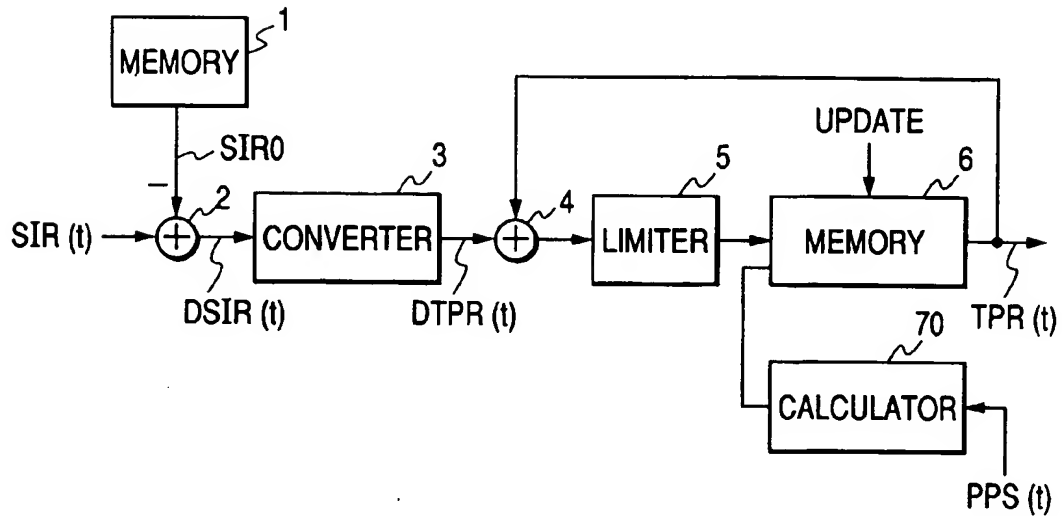 1
MEMORY
SIR0
UPDATE
−
2
3
4
5
6
SIR (t)
CONVERTER
LIMITER
MEMORY
DSIR (t)
DTPR (t)
TPR (t)
70
CALCULATOR
PPS (t)